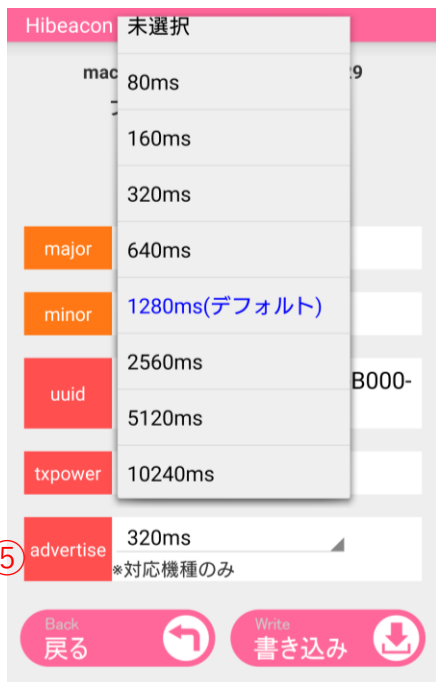 Hibeacon
未選択
mac
:9
80ms
160ms
320ms
major
640ms
minor
1280ms(デフォルト)
uuid
2560ms
B000-
5120ms
txpower
10240ms
⑤
advertise
320ms
※対応機種のみ
Back
戻る
Write
書き込み